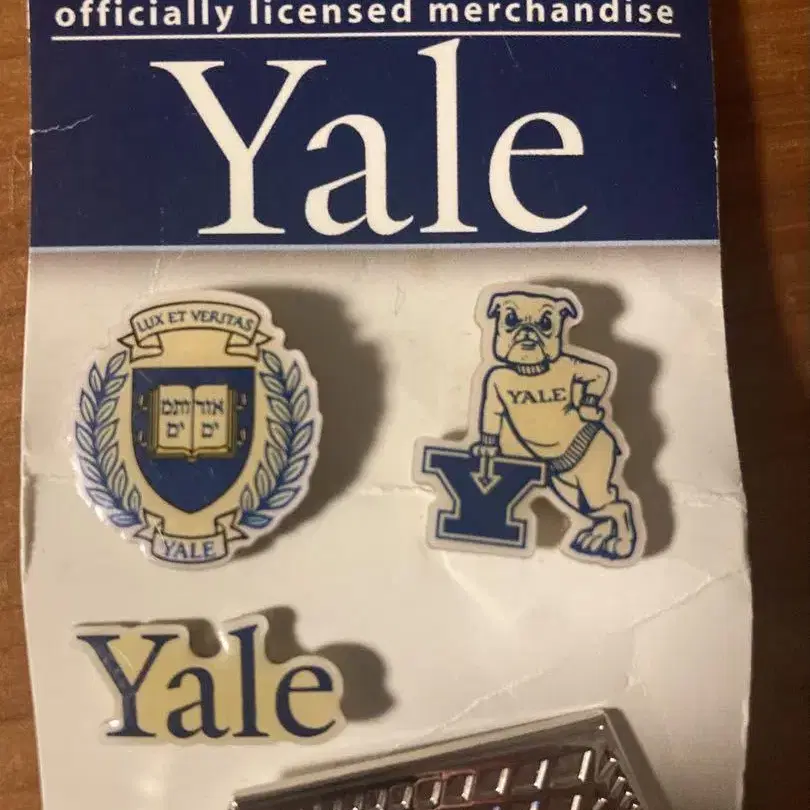 officially licensed merchandise
Yale
LUX ET VERITAS
אורים ותמים
YALE
YALE
Y
Yale